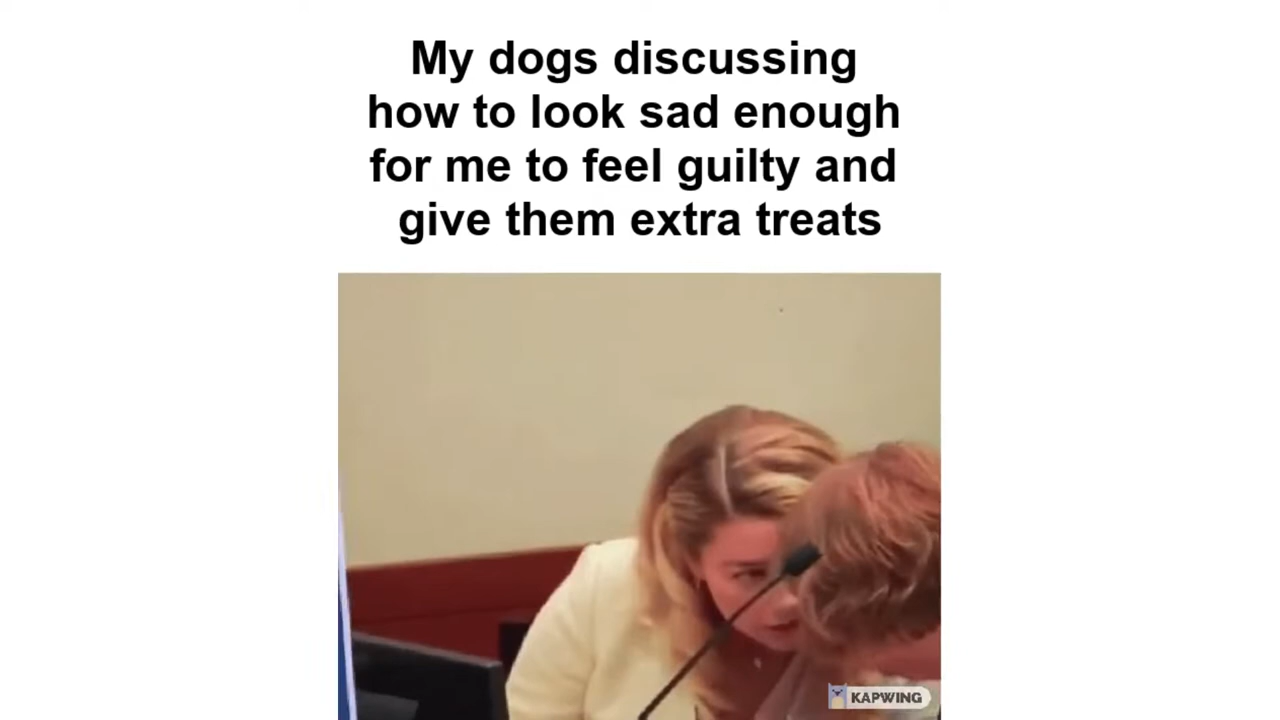 My dogs discussing
how to look sad enough
for me to feel guilty and
give them extra treats
KAPWING